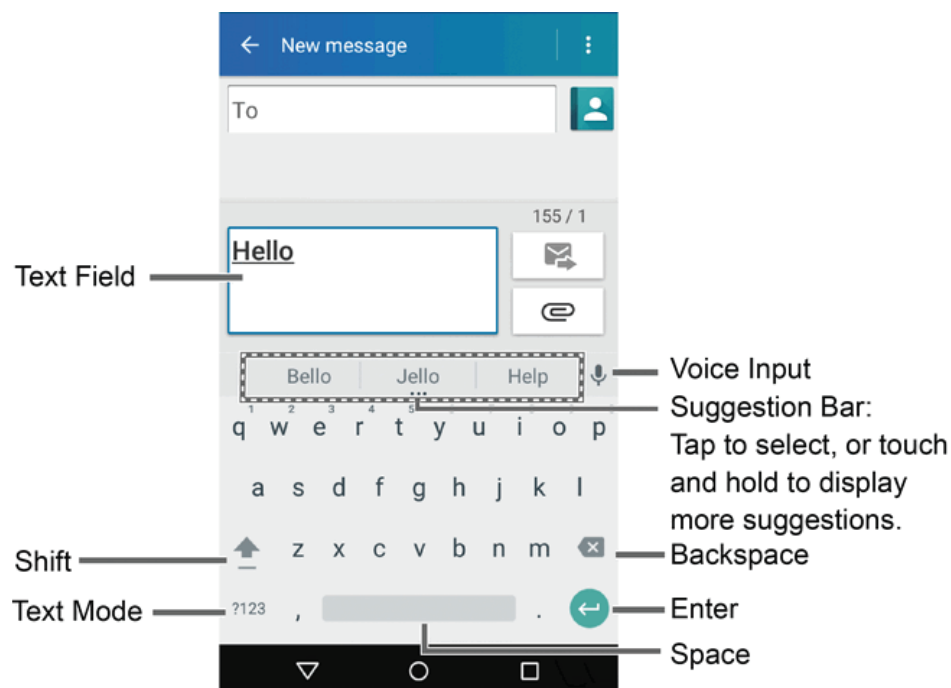 New message
To
155 / 1
Hello
Text Field
Bello Jello Help
Voice Input
Suggestion Bar:
Tap to select, or touch
and hold to display
more suggestions.
1 2 3 4 5
q w e r t y u i o p
a s d f g h j k l
Shift
z x c v b n m
Backspace
Text Mode
?123 , .
Enter
Space